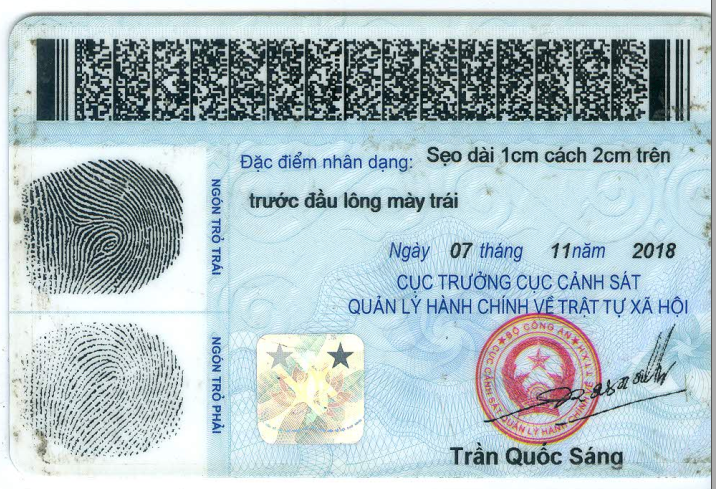 Đặc điểm nhân dạng: Sẹo dài 1cm cách 2cm trên
trước đầu lông mày trái
NGÓN TRỎ TRÁI
Ngày 07 tháng 11 năm 2018
CỤC TRƯỞNG CỤC CẢNH SÁT
QUẢN LÝ HÀNH CHÍNH VỀ TRẬT TỰ XÃ HỘI
NGÓN TRỎ PHẢI
BỘ CÔNG AN
CỤC CẢNH SÁT QUẢN LÝ HÀNH CHÍNH
Trần Quốc Sáng